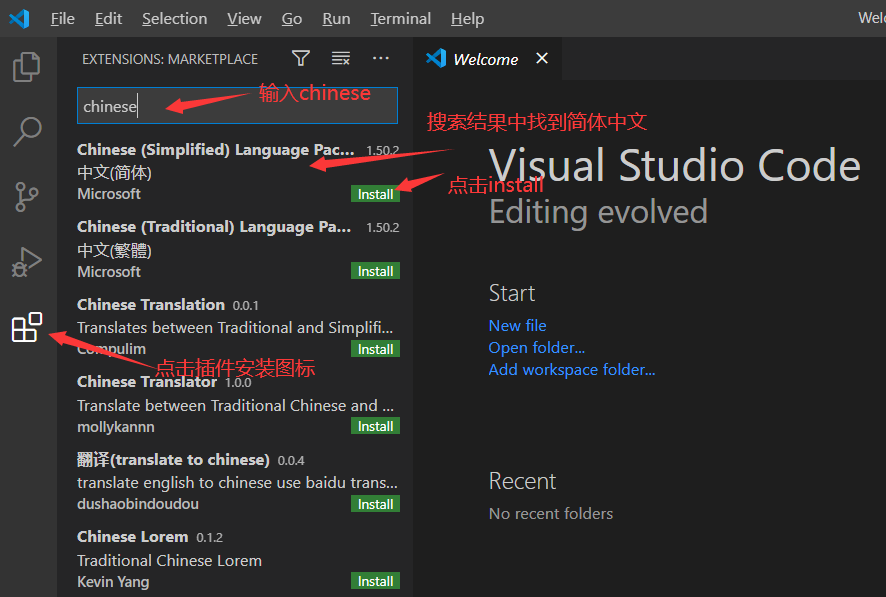 File Edit Selection View Go Run Terminal Help
EXTENSIONS: MARKETPLACE
Welcome
chinese
输入chinese
搜索结果中找到简体中文
Chinese (Simplified) Language Pac... 1.50.2
中文(简体)
Microsoft Install
点击install
Chinese (Traditional) Language Pa... 1.50.2
中文(繁體)
Microsoft Install
Chinese Translation 0.0.1
Translates between Traditional and Simplifi...
Compulim Install
点击插件安装图标
Chinese Translator 1.0.0
Translate between Traditional Chinese and ...
mollykannn Install
翻译(translate to chinese) 0.0.4
translate english to chinese use baidu trans...
dushaobindoudou Install
Chinese Lorem 0.1.2
Traditional Chinese Lorem
Kevin Yang Install
Visual Studio Code
Editing evolved
Start
New file
Open folder...
Add workspace folder...
Recent
No recent folders